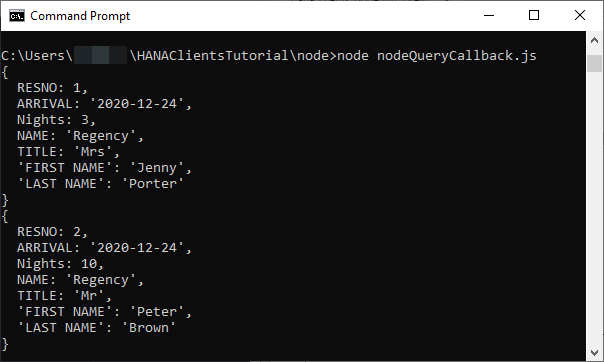 Command Prompt
C:\Users\ \HANAClientsTutorial\node>node nodeQueryCallback.js
{
  RESNO: 1,
  ARRIVAL: '2020-12-24',
  Nights: 3,
  NAME: 'Regency',
  TITLE: 'Mrs',
  'FIRST NAME': 'Jenny',
  'LAST NAME': 'Porter'
}
{
  RESNO: 2,
  ARRIVAL: '2020-12-24',
  Nights: 10,
  NAME: 'Regency',
  TITLE: 'Mr',
  'FIRST NAME': 'Peter',
  'LAST NAME': 'Brown'
}